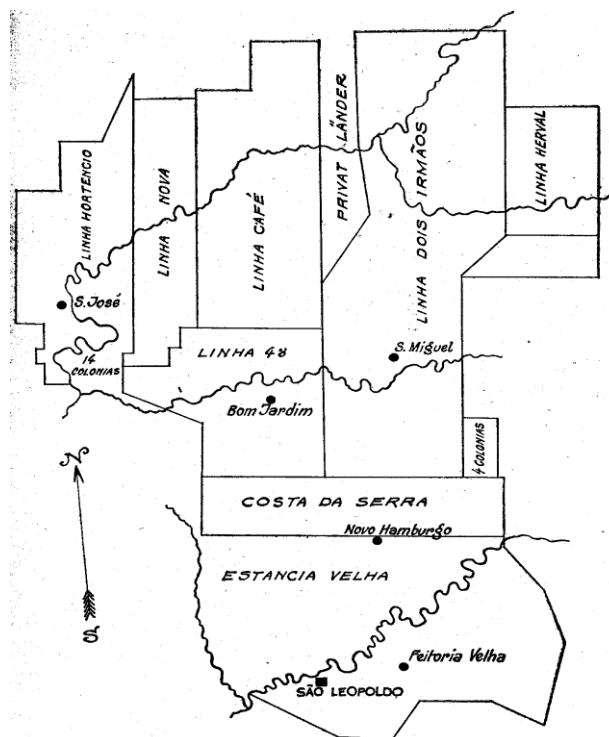 PRIVAT LÄNDER
LINHA HORTENCIO
LINHA NOVA
LINHA CAFÉ
LINHA DOIS IRMÃOS
LINHA HERVAL
S. José
14
COLONIAS
LINHA 48
S. Miguel
Bom Jardim
4 COLONIAS
N
COSTA DA SERRA
Novo Hamburgo
ESTANCIA VELHA
S
Feitoria Velha
SÃO LEOPOLDO